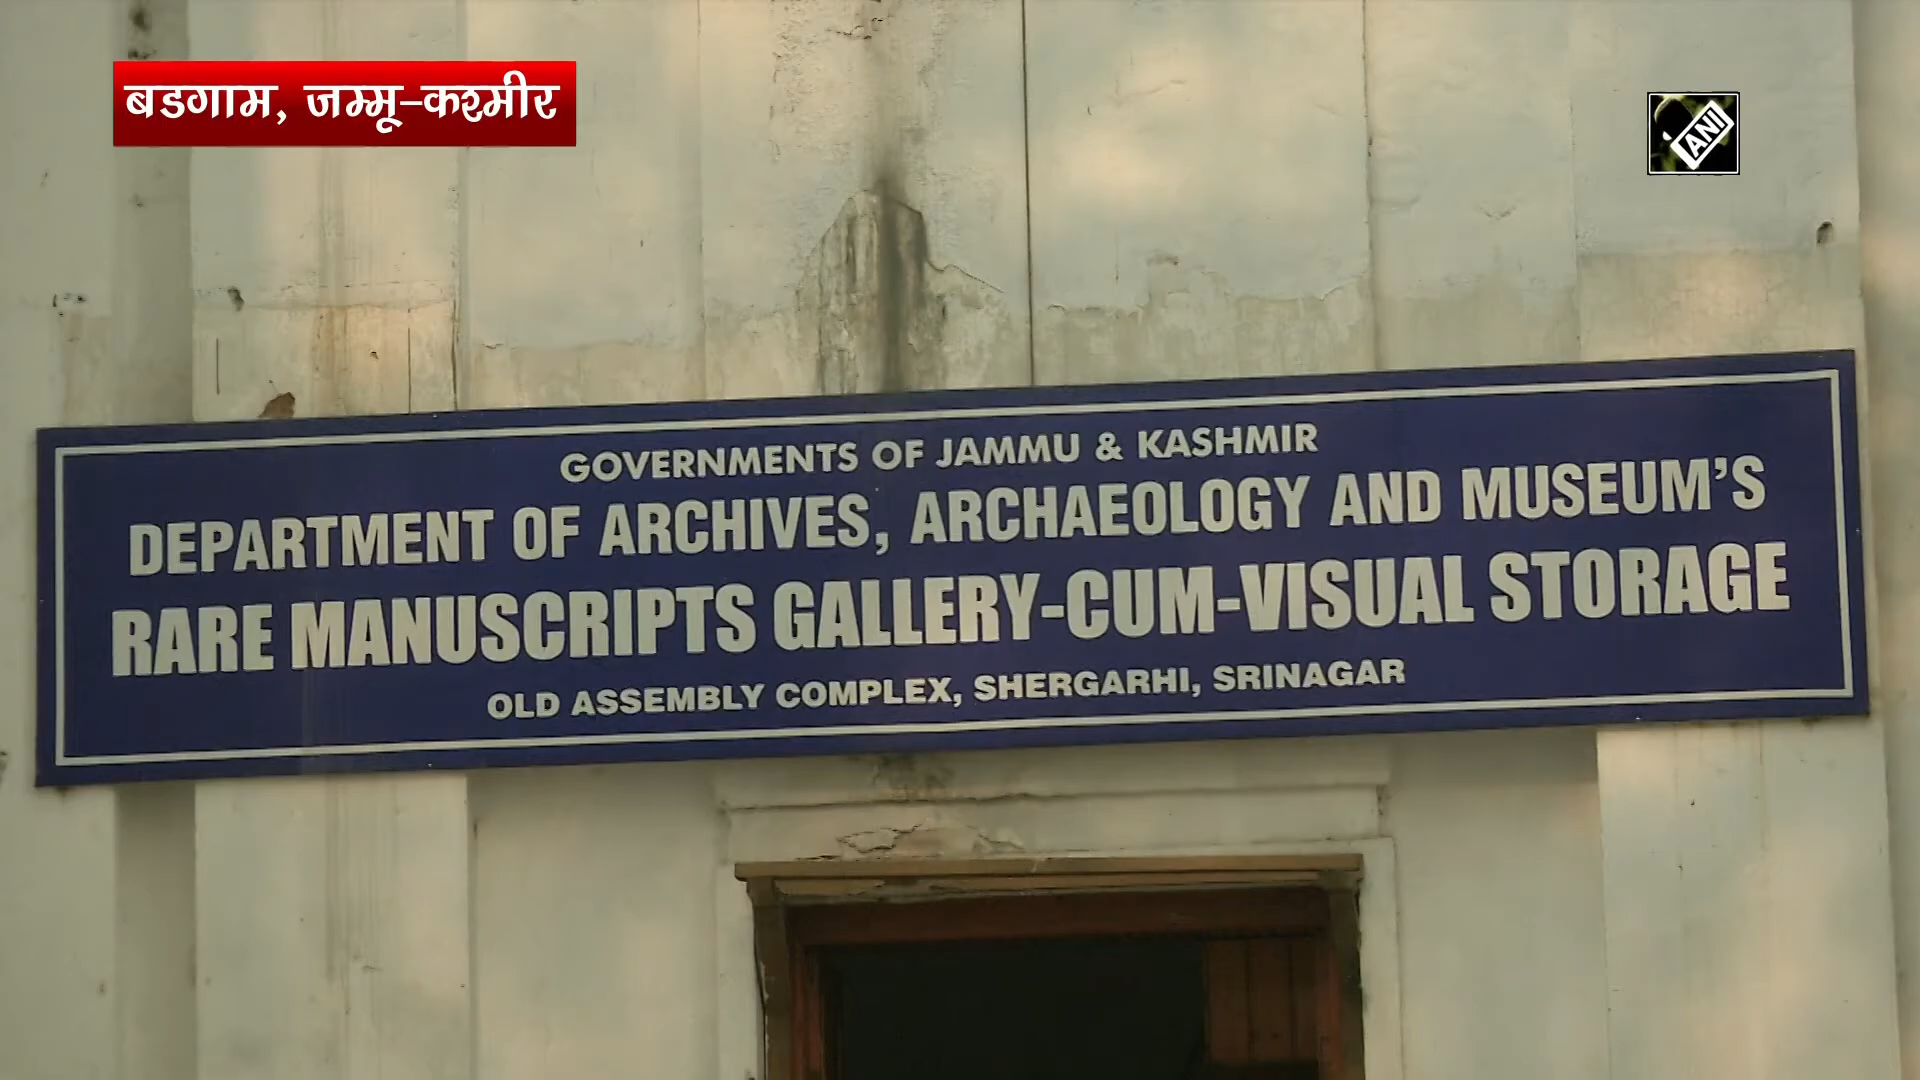 बडगाम, जम्मू-कश्मीर
ANI
GOVERNMENTS OF JAMMU & KASHMIR
DEPARTMENT OF ARCHIVES, ARCHAEOLOGY AND MUSEUM'S
RARE MANUSCRIPTS GALLERY-CUM-VISUAL STORAGE
OLD ASSEMBLY COMPLEX, SHERGARHI, SRINAGAR